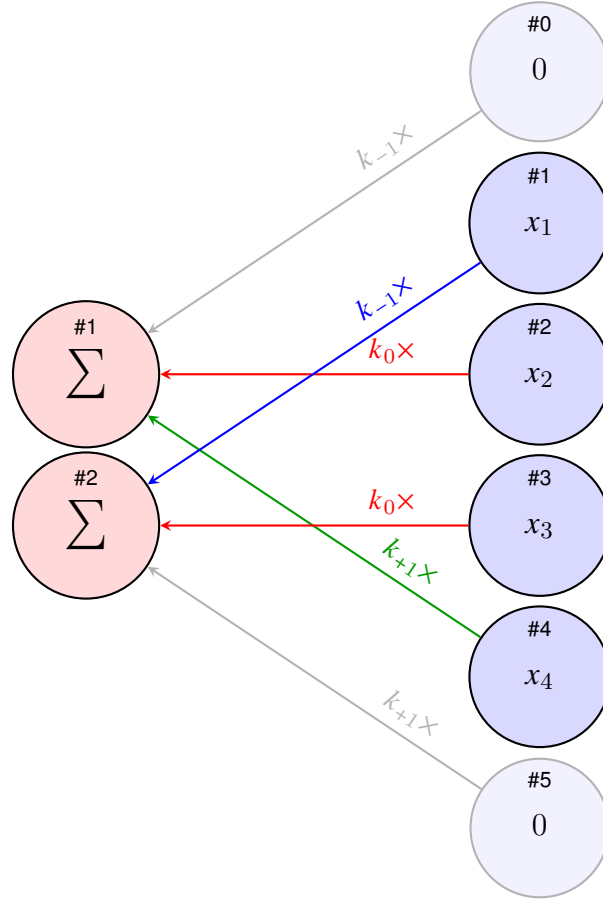 #0
0
k₋₁×
#1
x₁
k₋₁×
#1
∑
k₀×
#2
x₂
#2
∑
k₀×
#3
x₃
k₊₁×
#4
x₄
k₊₁×
#5
0